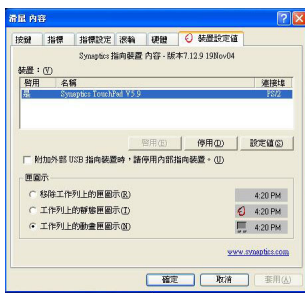 滑鼠 內容
按鍵 指標 指標設定 滾輪 硬體 裝置設定值
Synaptics 指向裝置 內容 - 版本7.12.9 19Nov04
裝置：(V)
啟用 名稱 連接埠
是 Synaptics TouchPad V5.9 PS/2
啟用(E) 停用(D) 設定值(S)
附加外部 USB 指向裝置時，請停用內部指向裝置。(U)
匣圖示
移除工作列上的匣圖示(R) 4:20 PM
工作列上的靜態匣圖示(T) 4:20 PM
工作列上的動畫匣圖示(N) 4:20 PM
www.synaptics.com
確定 取消 套用(A)